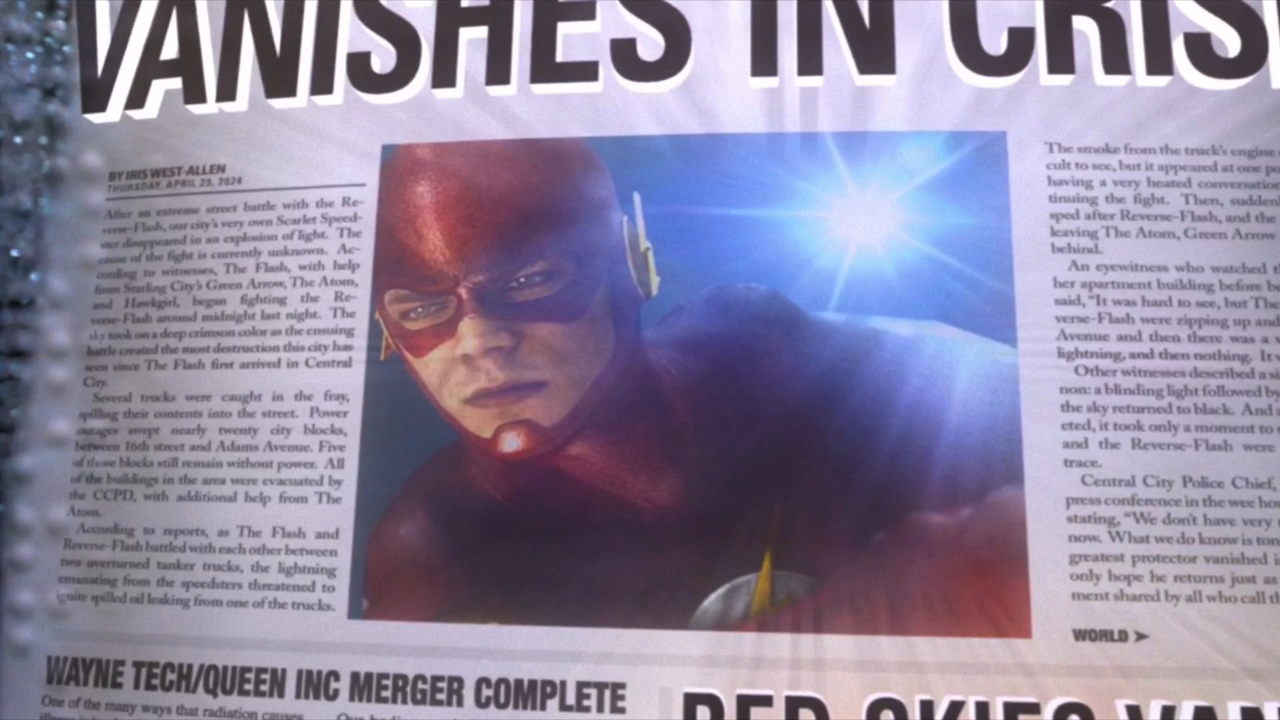 VANISHES IN CRIS
BY IRIS WEST-ALLEN
THURSDAY, APRIL 25, 2024
After an extreme street battle with the Re-
verse-Flash, our city's very own Scarlet Speed-
ster disappeared in an explosion of light. The
cause of the fight is currently unknown. Ac-
cording to witnesses, The Flash, with help
from Starling City's Green Arrow, The Atom,
and Hawkgirl, began fighting the Re-
verse-Flash around midnight last night. The
sky took on a deep crimson color as the ensuing
battle created the most destruction this city has
seen since The Flash first arrived in Central
City.
Several trucks were caught in the fray,
spilling their contents into the street. Power
outages swept nearly twenty city blocks,
between 16th street and Adams Avenue. Five
of those blocks still remain without power. All
of the buildings in the area were evacuated by
the CCPD, with additional help from The
Atom.
According to reports, as The Flash and
Reverse-Flash battled with each other between
two overturned tanker trucks, the lightning
emanating from the speedsters threatened to
ignite spilled oil leaking from one of the trucks.
The smoke from the truck's engine
cult to see, but it appeared at one po
having a very heated conversation
tinuing the fight. Then, sudden
sped after Reverse-Flash, and the
leaving The Atom, Green Arrow
behind.
An eyewitness who watched t
her apartment building before b
said, "It was hard to see, but The
verse-Flash were zipping up and
Avenue and then there was a v
lightning, and then nothing. It w
Other witnesses described a si
non: a blinding light followed by
the sky returned to black. And
eted, it took only a moment to
and the Reverse-Flash were
trace.
Central City Police Chief,
press conference in the wee ho
stating, "We don't have very
now. What we do know is ton
greatest protector vanished i
only hope he returns just as
ment shared by all who call th
WORLD ➤
WAYNE TECH/QUEEN INC MERGER COMPLETE
One of the many ways that radiation causes
RED SKIES VAN